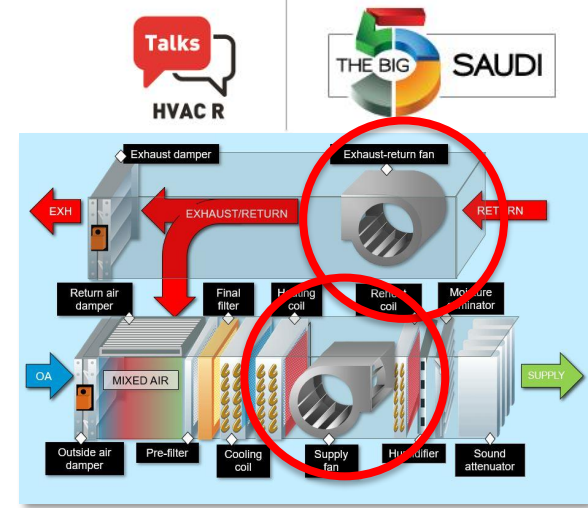 Talks
HVAC R
THE BIG 5 SAUDI
Exhaust damper
Exhaust-return fan
EXH
EXHAUST/RETURN
RETURN
Return air
damper
Final
filter
Heating
coil
Reheat
coil
Moisture
eliminator
OA
MIXED AIR
SUPPLY
Outside air
damper
Pre-filter
Cooling
coil
Supply
fan
Humidifier
Sound
attenuator